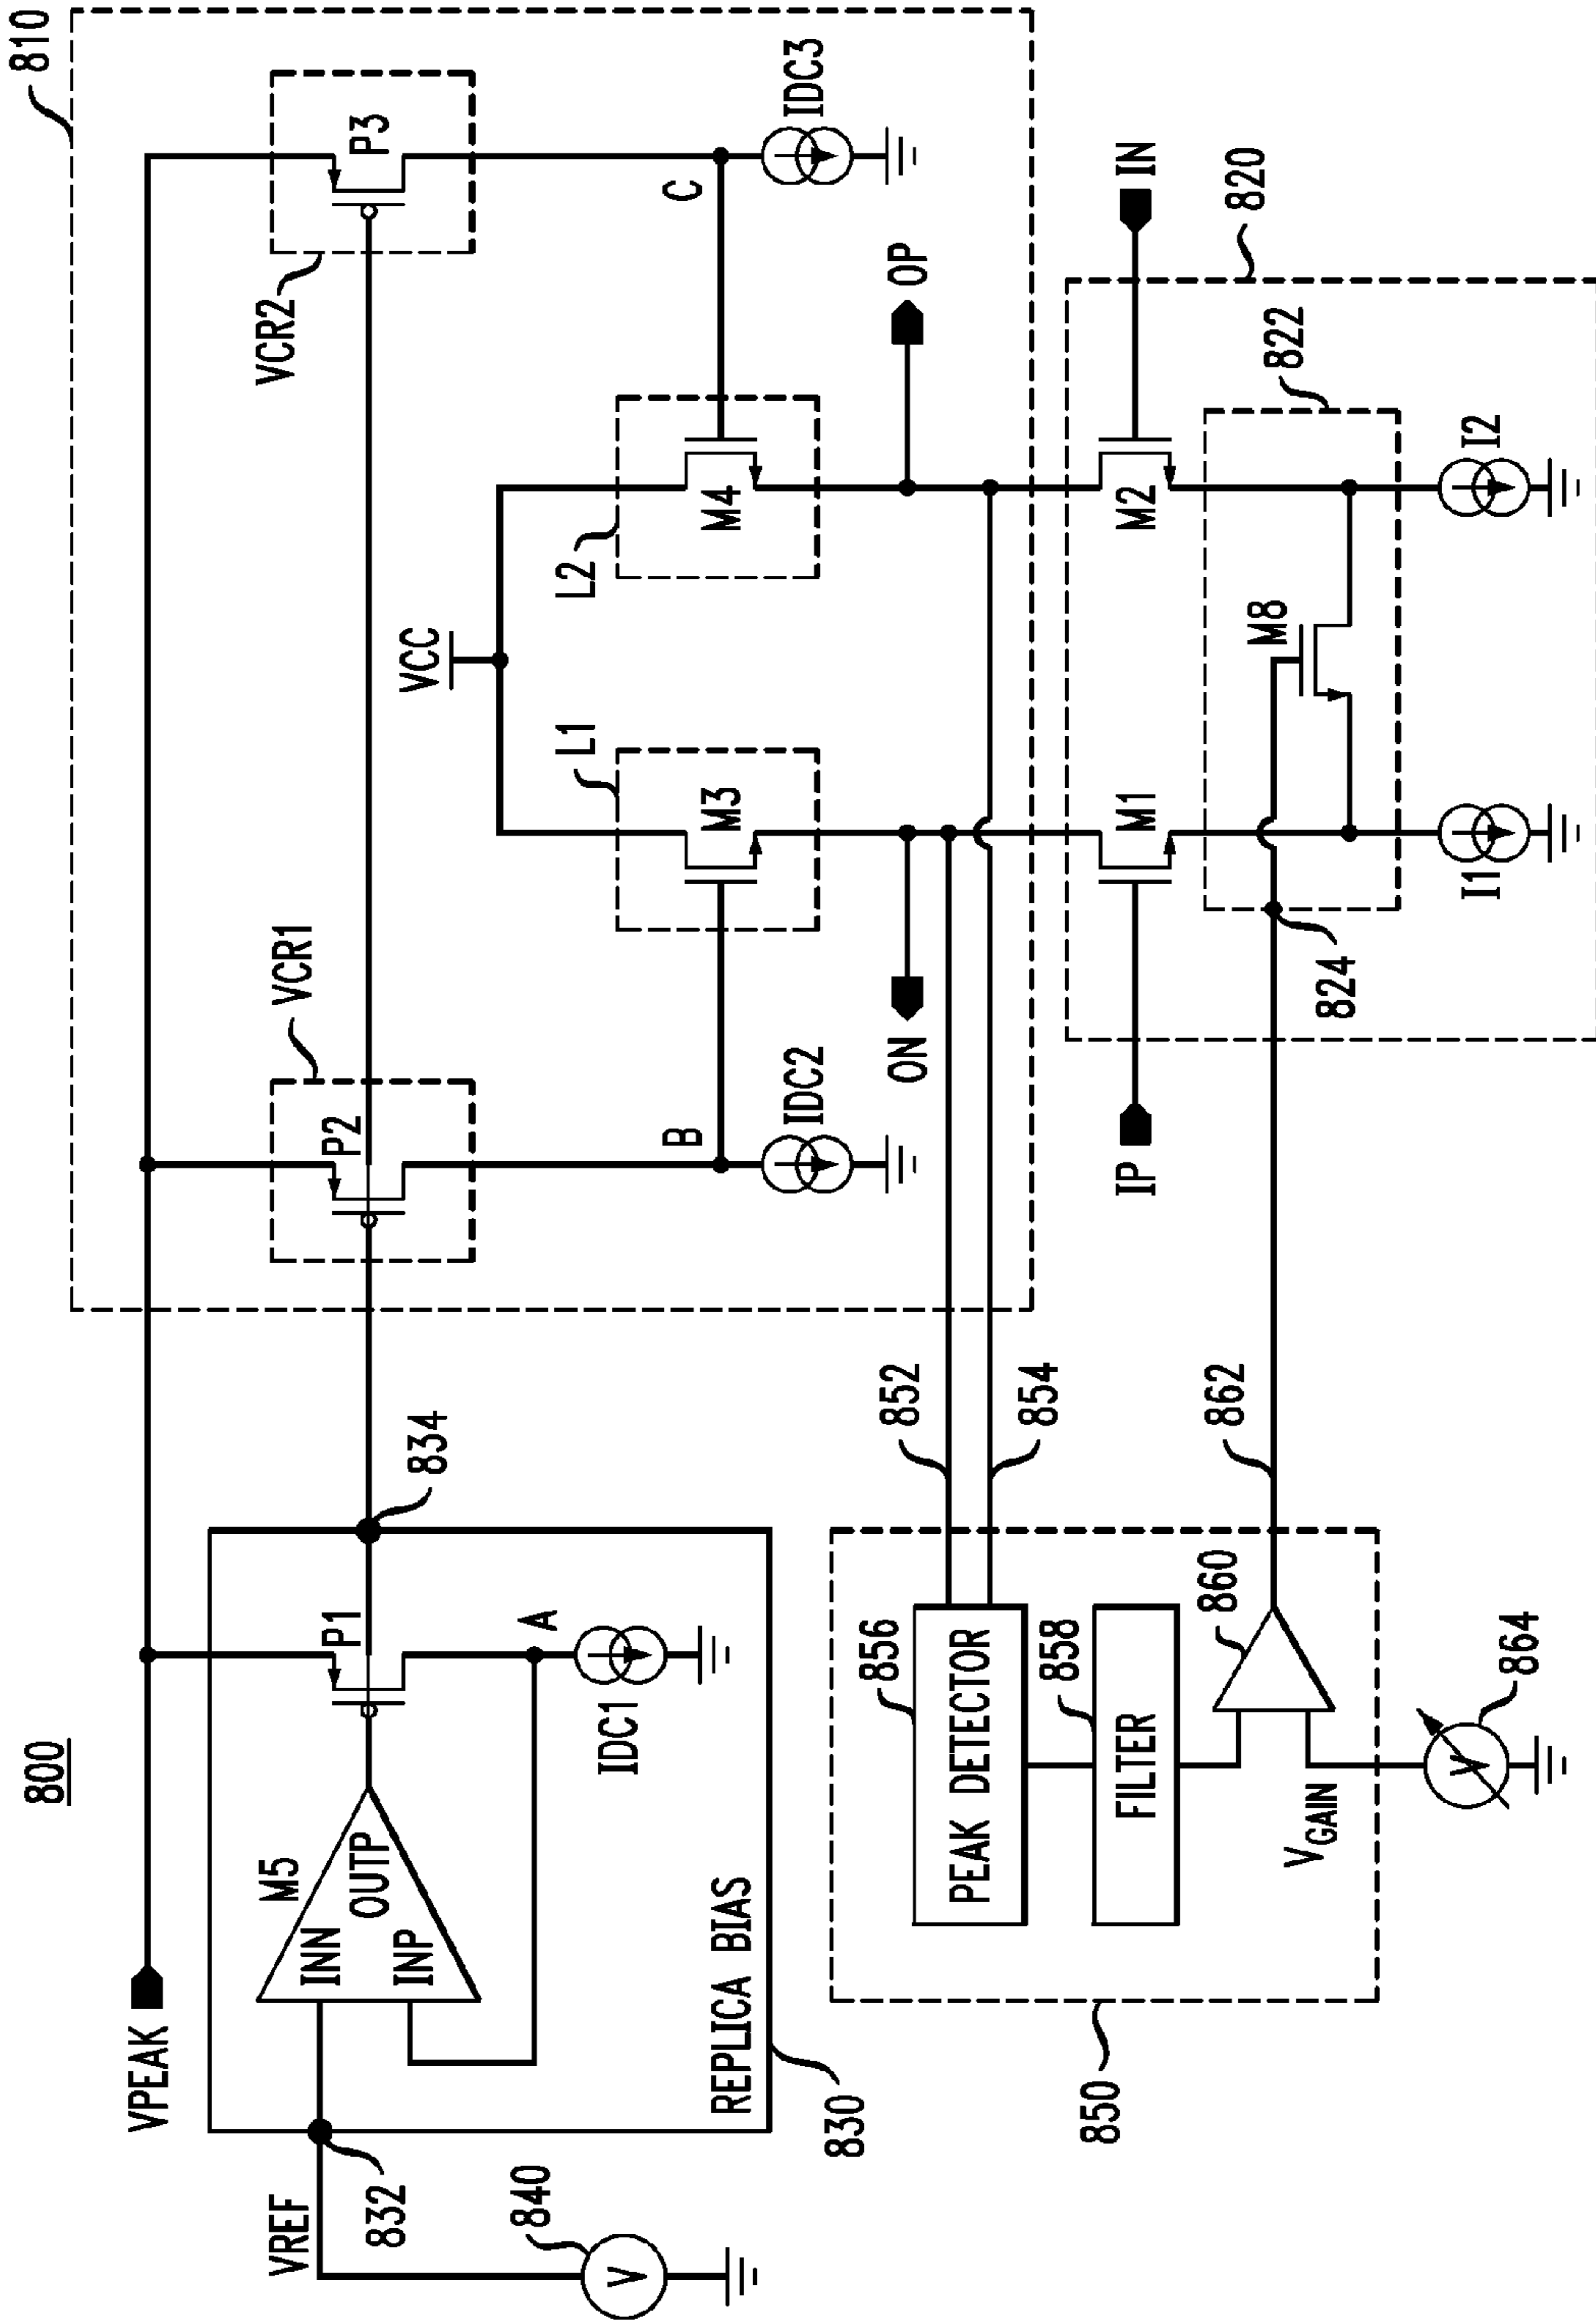 800
810
VPEAK
VCR1
VCR2
P1
P2
P3
M5
INN
OUTP
INP
A
IDC1
REPLICA BIAS
830
832
834
VREF
840
V
VCC
L1
L2
M3
M4
B
C
IDC2
IDC3
ON
OP
852
854
856
PEAK DETECTOR
858
FILTER
860
862
VGAIN
864
V
850
IP
IN
M1
M2
820
822
M8
824
I1
I2